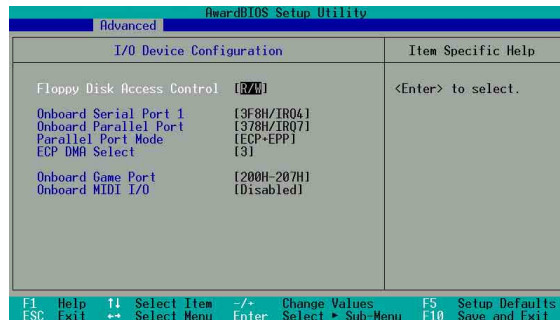 AwardBIOS Setup Utility
Advanced
I/O Device Configuration
Item Specific Help
Floppy Disk Access Control [R/W]
<Enter> to select.
Onboard Serial Port 1 [3F8H/IRQ4]
Onboard Parallel Port [378H/IRQ7]
Parallel Port Mode [ECP+EPP]
ECP DMA Select [3]
Onboard Game Port [200H-207H]
Onboard MIDI I/O [Disabled]
F1 Help ↑↓ Select Item -/+ Change Values F5 Setup Defaults
ESC Exit ←→ Select Menu Enter Select ► Sub-Menu F10 Save and Exit